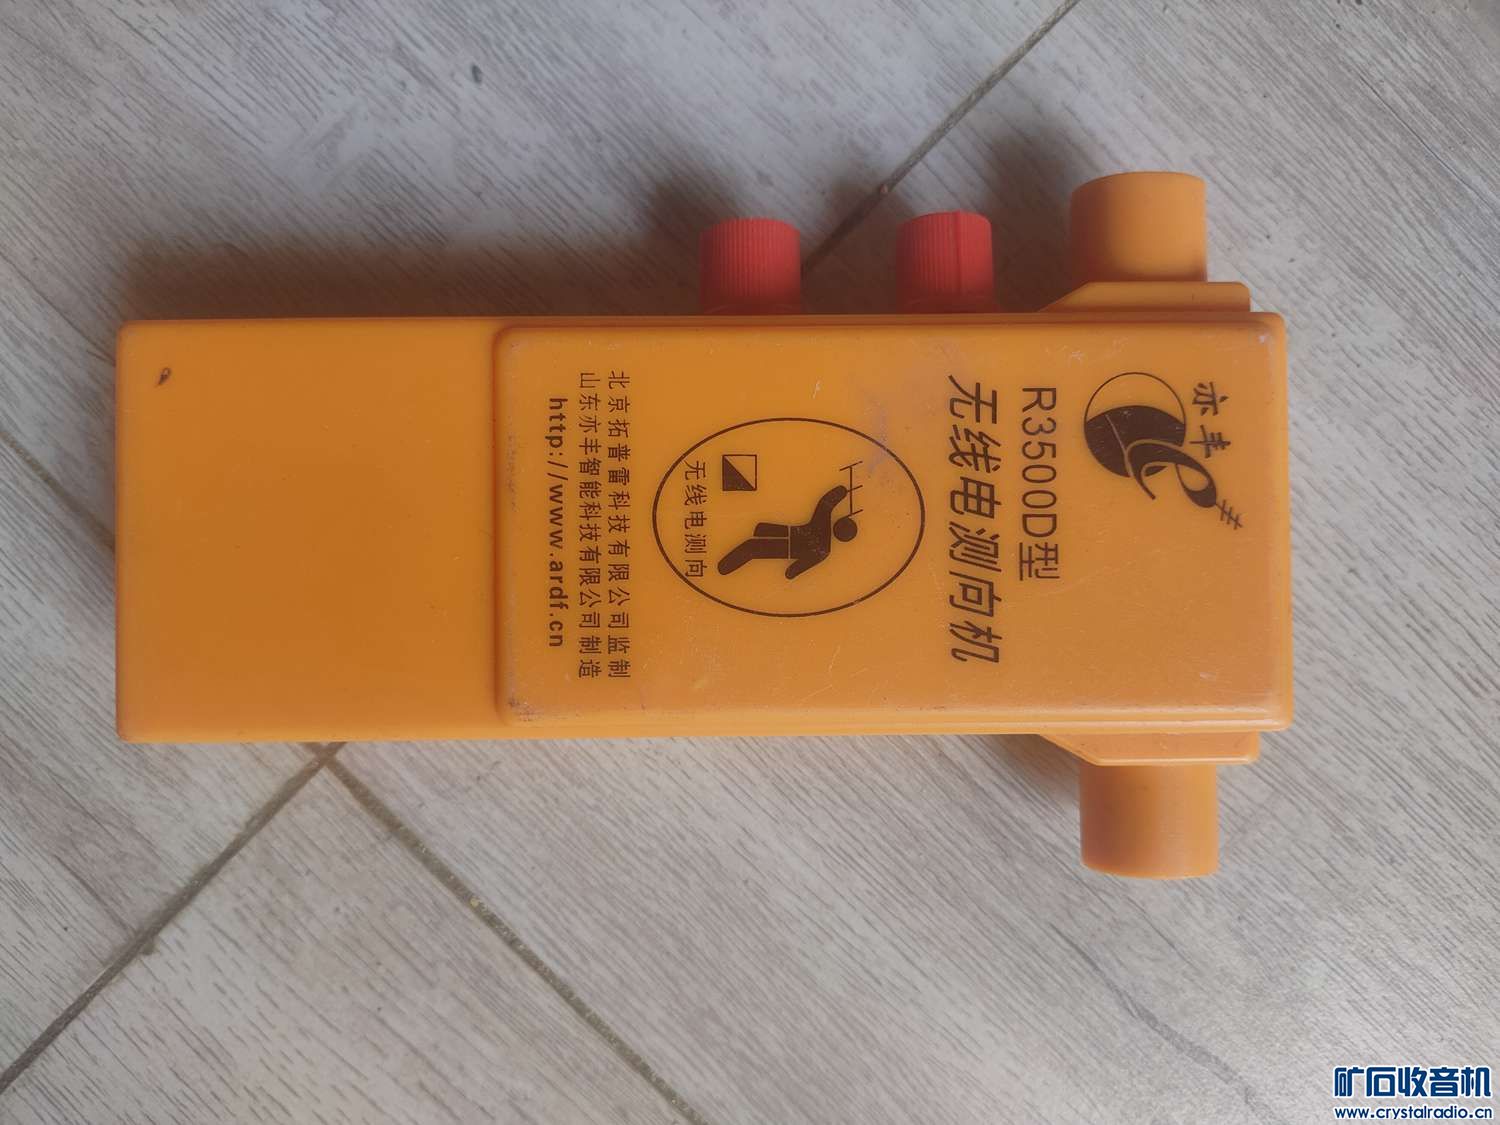 亦丰
R3500D型
无线电测向机
无线电测向
北京拓普雷科技有限公司监制
山东亦丰智能科技有限公司制造
http://www.ardf.cn
矿石收音机
www.crystalradio.cn